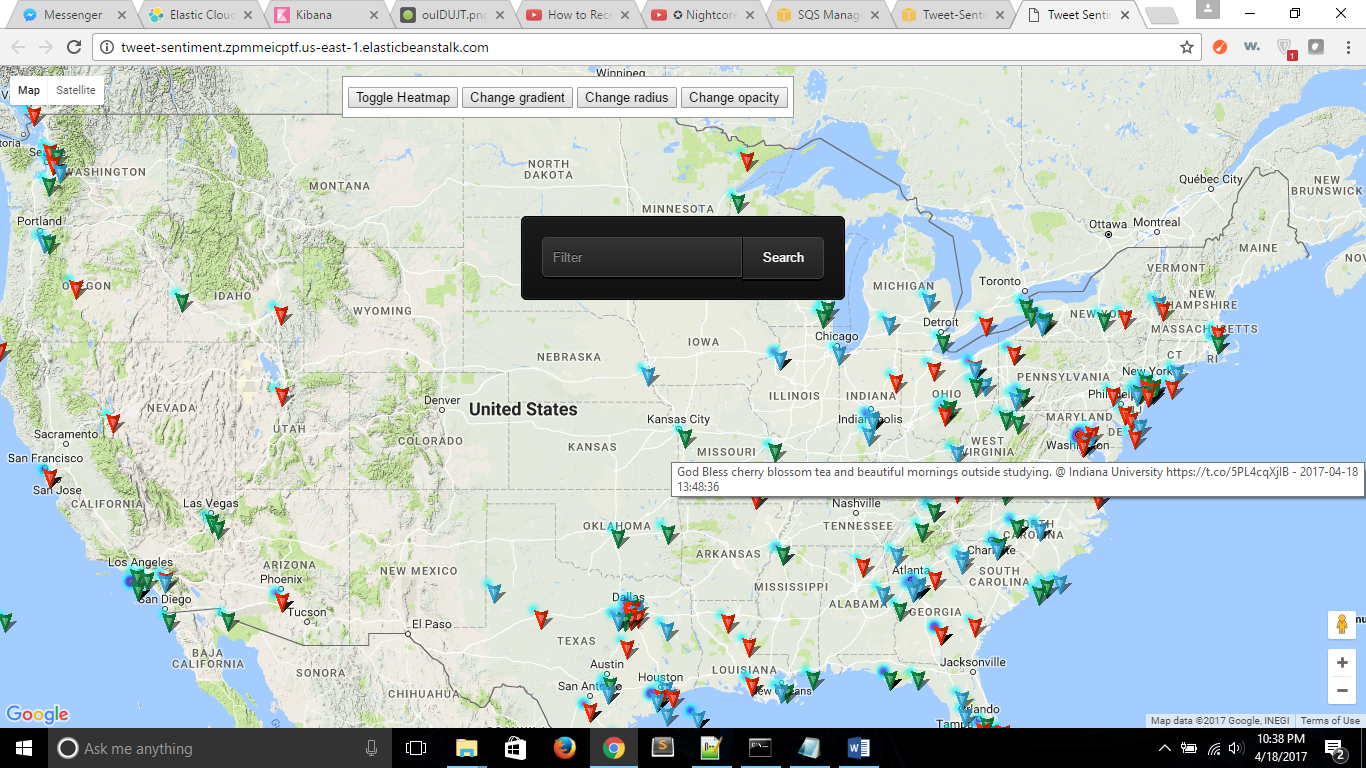 Messenger
Elastic Clou
Kibana
ouIDUJT.png
How to Rece
✪ Nightcore
SQS Manag
Tweet-Senti
Tweet Senti
tweet-sentiment.zpmmeicptf.us-east-1.elasticbeanstalk.com
w.
1
Map
Satellite
Toggle Heatmap
Change gradient
Change radius
Change opacity
Winnipeg
WASHINGTON
MONTANA
NORTH
DAKOTA
MINNESOTA
Québec City
NEW
BRUNSWICK
Portland
Ottawa
Montreal
MAINE
Filter
Search
VERMONT
NEW
HAMPSHIRE
OREGON
IDAHO
WYOMING
MICHIGAN
Toronto
NEW YORK
MASSACHUSETTS
Detroit
Chicago
CT
RI
IOWA
NEBRASKA
PENNSYLVANIA
New York
NEVADA
UTAH
Denver
United States
ILLINOIS
INDIANA
OHIO
Indianapolis
MARYLAND
DE
NJ
Kansas City
Sacramento
COLORADO
KANSAS
MISSOURI
WEST
VIRGINIA
Washington
San Francisco
San Jose
CALIFORNIA
God Bless cherry blossom tea and beautiful mornings outside studying. @ Indiana University https://t.co/5PL4cqXjIB - 2017-04-18
13:48:36
Las Vegas
Nashville
OKLAHOMA
TENNESSEE
NORTH
CAROLINA
Charlotte
ARKANSAS
Los Angeles
ARIZONA
NEW MEXICO
Phoenix
Atlanta
SOUTH
CAROLINA
MISSISSIPPI
San Diego
Tucson
Dallas
ALABAMA
GEORGIA
El Paso
TEXAS
BAJA
CALIFORNIA
SONORA
Austin
LOUISIANA
Jacksonville
CHIHUAHUA
San Antonio
Houston
New Orleans
Orlando
Tampa
Google
Map data ©2017 Google, INEGI
Terms of Use
Ask me anything
10:38 PM
4/18/2017
2